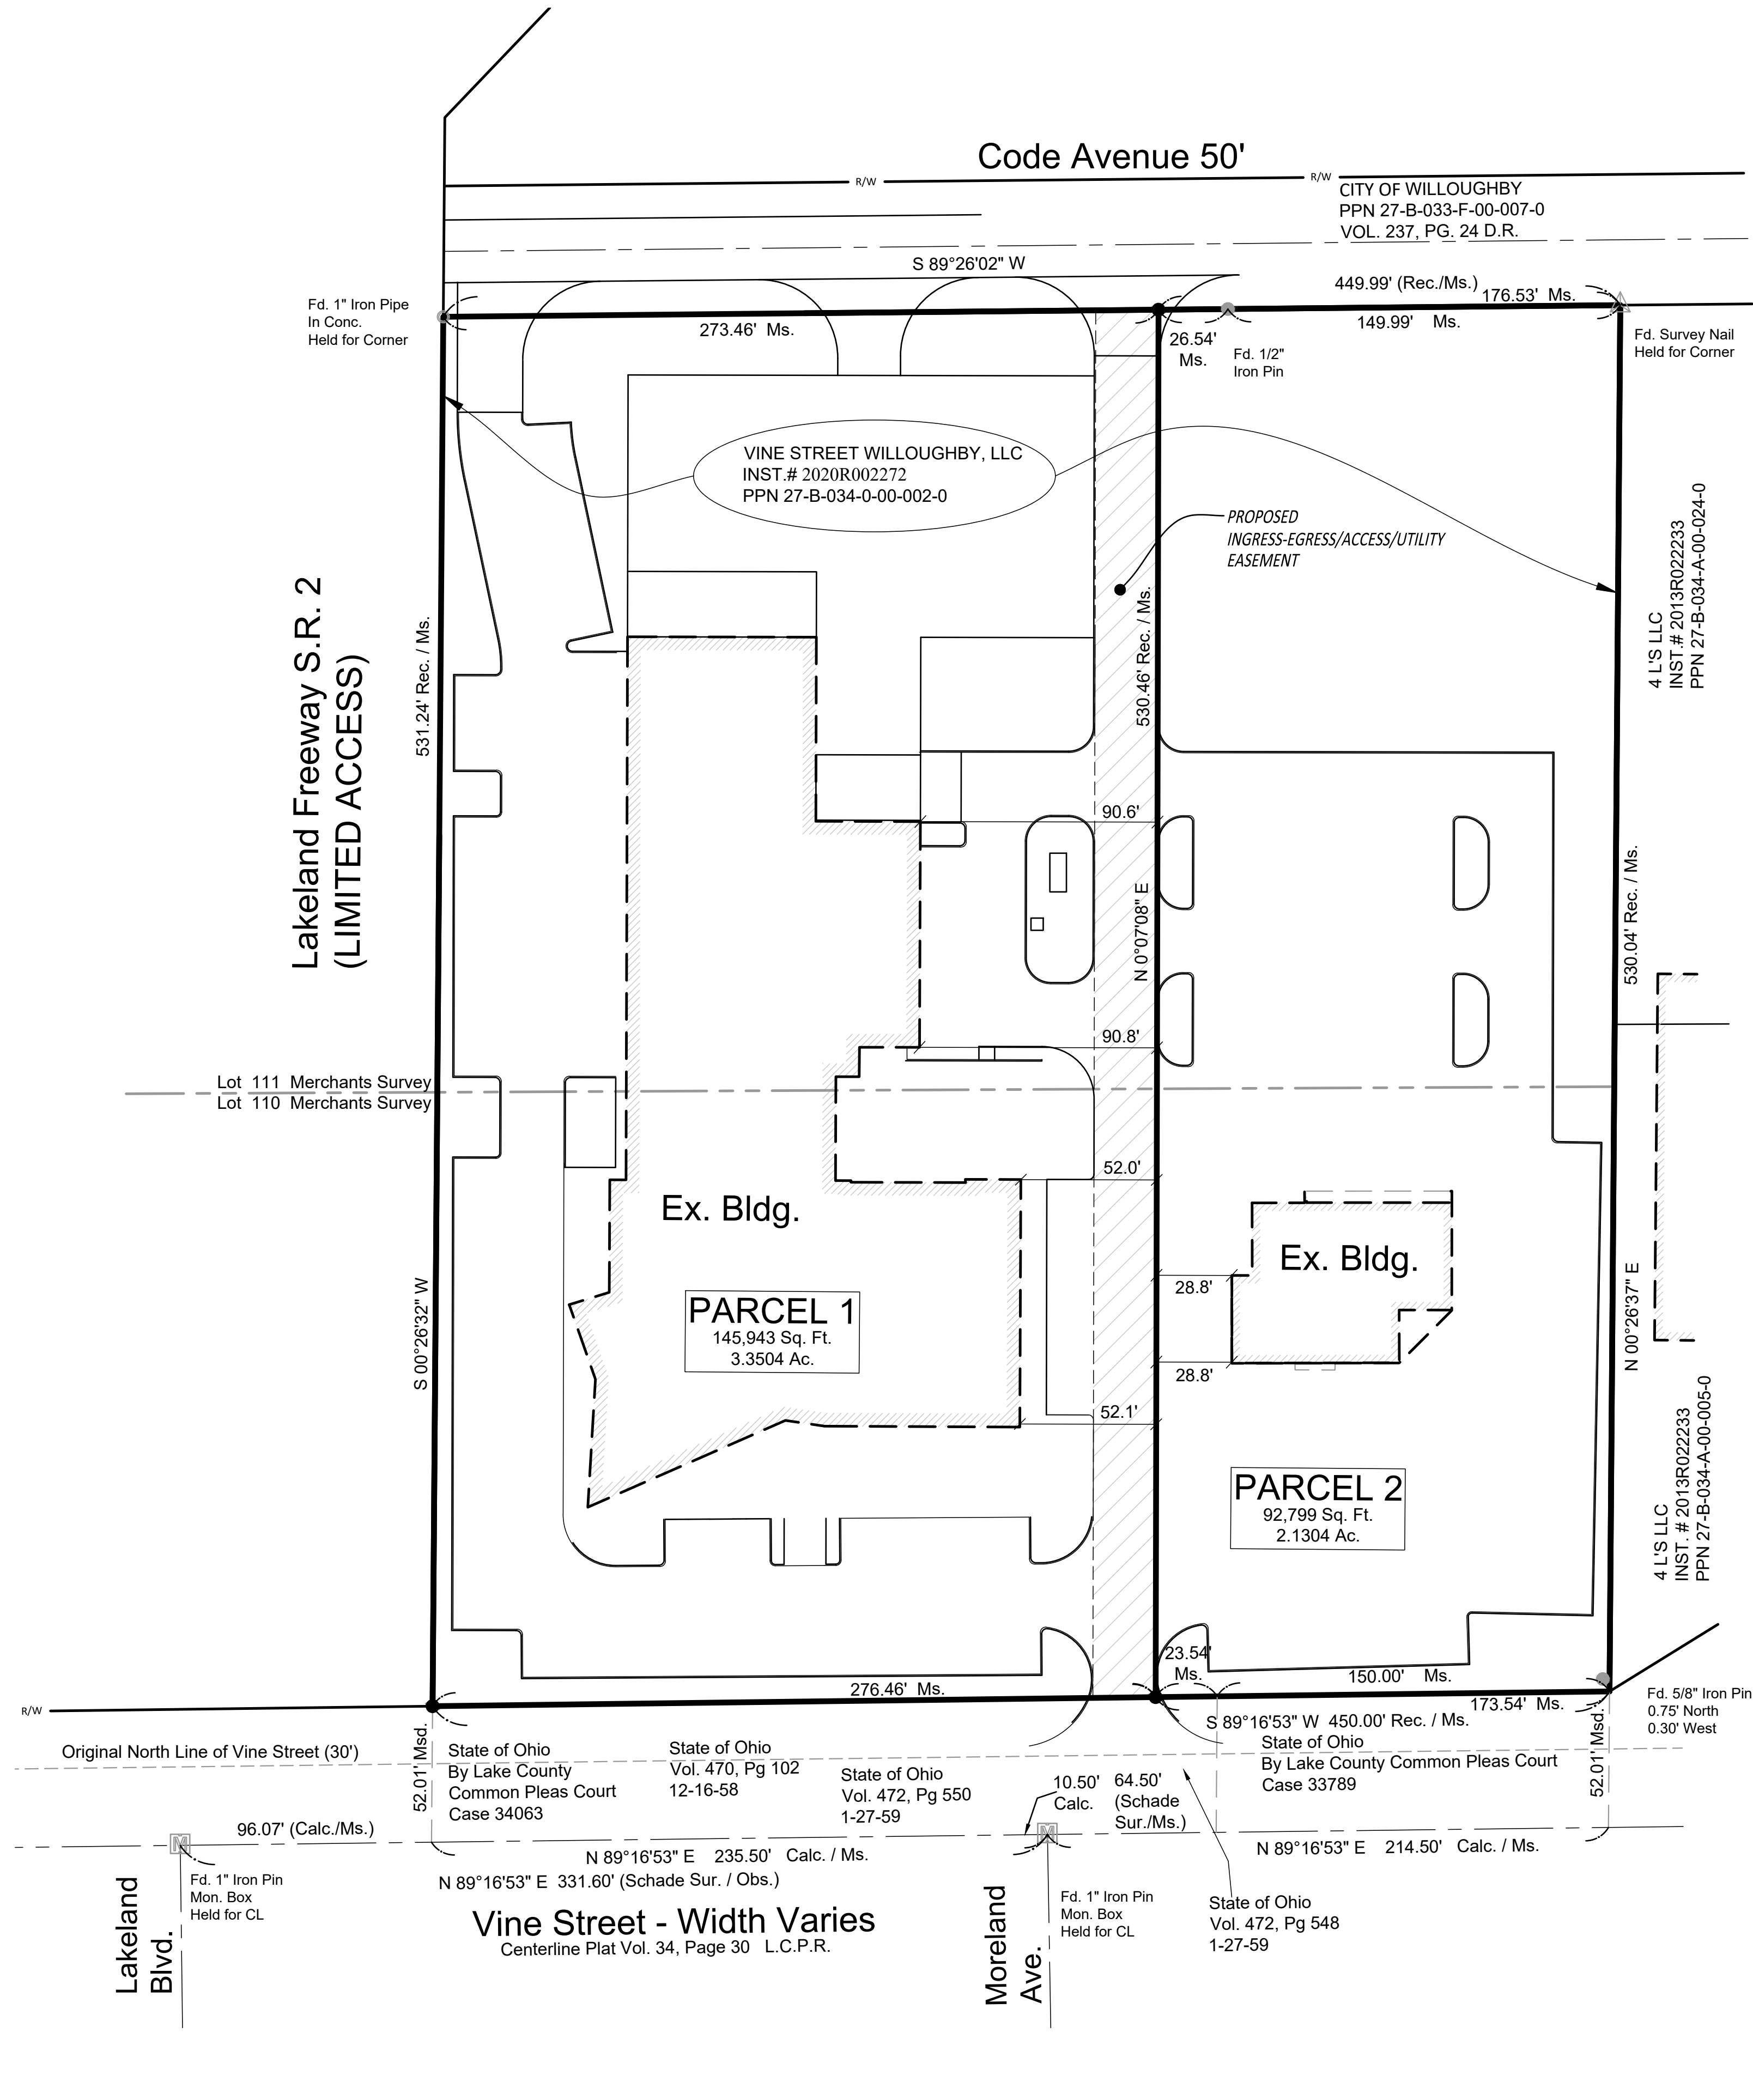 Code Avenue 50'
R/W
R/W
CITY OF WILLOUGHBY
PPN 27-B-033-F-00-007-0
VOL. 237, PG. 24 D.R.
S 89°26'02" W
449.99' (Rec./Ms.)
176.53' Ms.
Fd. 1" Iron Pipe
In Conc.
Held for Corner
273.46' Ms.
26.54'
Ms.
149.99' Ms.
Fd. 1/2"
Iron Pin
Fd. Survey Nail
Held for Corner
VINE STREET WILLOUGHBY, LLC
INST.# 2020R002272
PPN 27-B-034-0-00-002-0
PROPOSED
INGRESS-EGRESS/ACCESS/UTILITY
EASEMENT
Lakeland Freeway S.R. 2
(LIMITED ACCESS)
531.24' Rec. / Ms.
530.46' Rec. / Ms.
4 L'S LLC
INST.# 2013R022233
PPN 27-B-034-A-00-024-0
90.6'
N 0°07'08" E
530.04' Rec. / Ms.
90.8'
Lot 111 Merchants Survey
Lot 110 Merchants Survey
52.0'
Ex. Bldg.
Ex. Bldg.
28.8'
S 00°26'32" W
N 00°26'37" E
PARCEL 1
145,943 Sq. Ft.
3.3504 Ac.
28.8'
52.1'
PARCEL 2
92,799 Sq. Ft.
2.1304 Ac.
4 L'S LLC
INST. # 2013R022233
PPN 27-B-034-A-00-005-0
23.54'
Ms.
150.00' Ms.
276.46' Ms.
173.54' Ms.
R/W
Fd. 5/8" Iron Pin
0.75' North
0.30' West
S 89°16'53" W 450.00' Rec. / Ms.
52.01' Msd.
52.01' Msd.
Original North Line of Vine Street (30')
State of Ohio
By Lake County
Common Pleas Court
Case 34063
State of Ohio
Vol. 470, Pg 102
12-16-58
State of Ohio
Vol. 472, Pg 550
1-27-59
10.50'
Calc.
64.50'
(Schade
Sur./Ms.)
State of Ohio
By Lake County Common Pleas Court
Case 33789
96.07' (Calc./Ms.)
M
M
N 89°16'53" E 235.50' Calc. / Ms.
N 89°16'53" E 214.50' Calc. / Ms.
N 89°16'53" E 331.60' (Schade Sur. / Obs.)
Lakeland
Blvd.
Fd. 1" Iron Pin
Mon. Box
Held for CL
Vine Street - Width Varies
Centerline Plat Vol. 34, Page 30 L.C.P.R.
Moreland
Ave.
Fd. 1" Iron Pin
Mon. Box
Held for CL
State of Ohio
Vol. 472, Pg 548
1-27-59